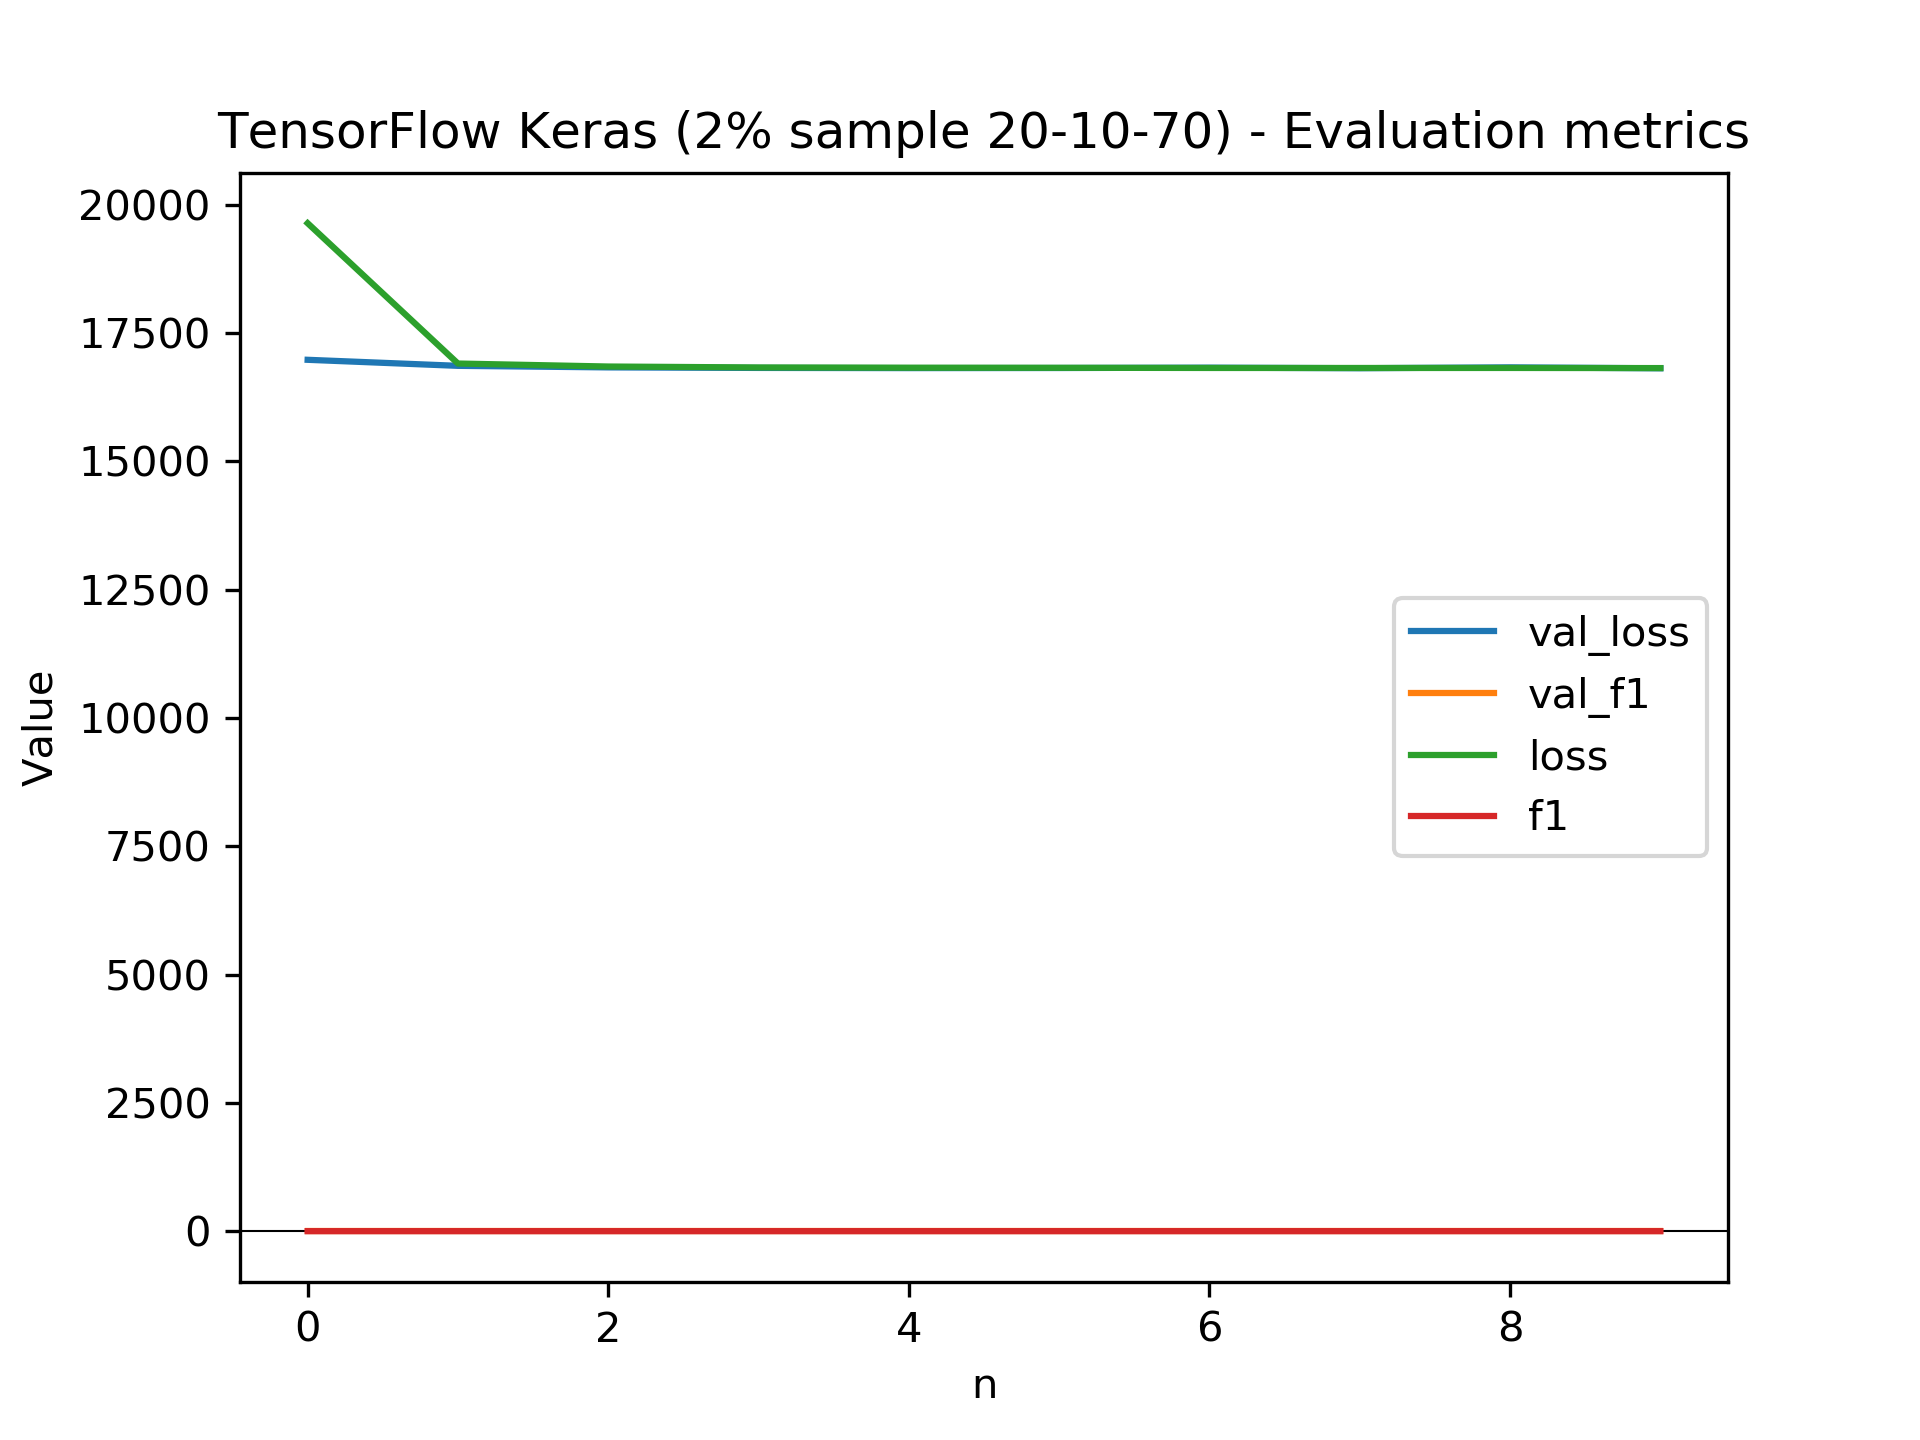 TensorFlow Keras (2% sample 20-10-70) - Evaluation metrics
20000
17500
15000
12500
10000
7500
5000
2500
0
Value
val_loss
val_f1
loss
f1
0 2 4 6 8
n